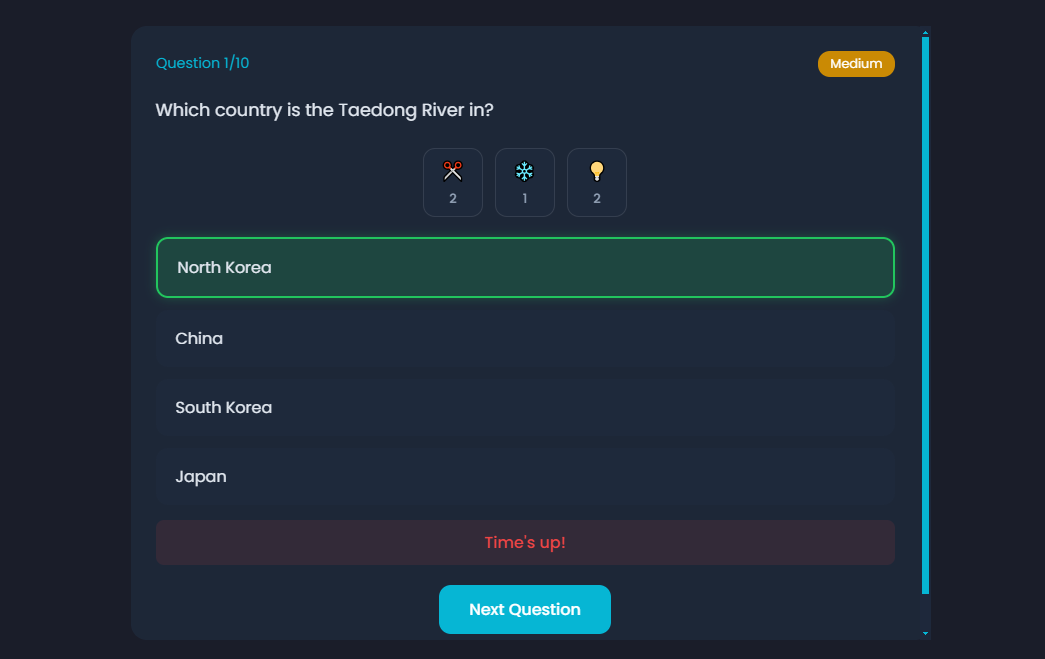 Question 1/10
Medium
Which country is the Taedong River in?
2
1
2
North Korea
China
South Korea
Japan
Time's up!
Next Question